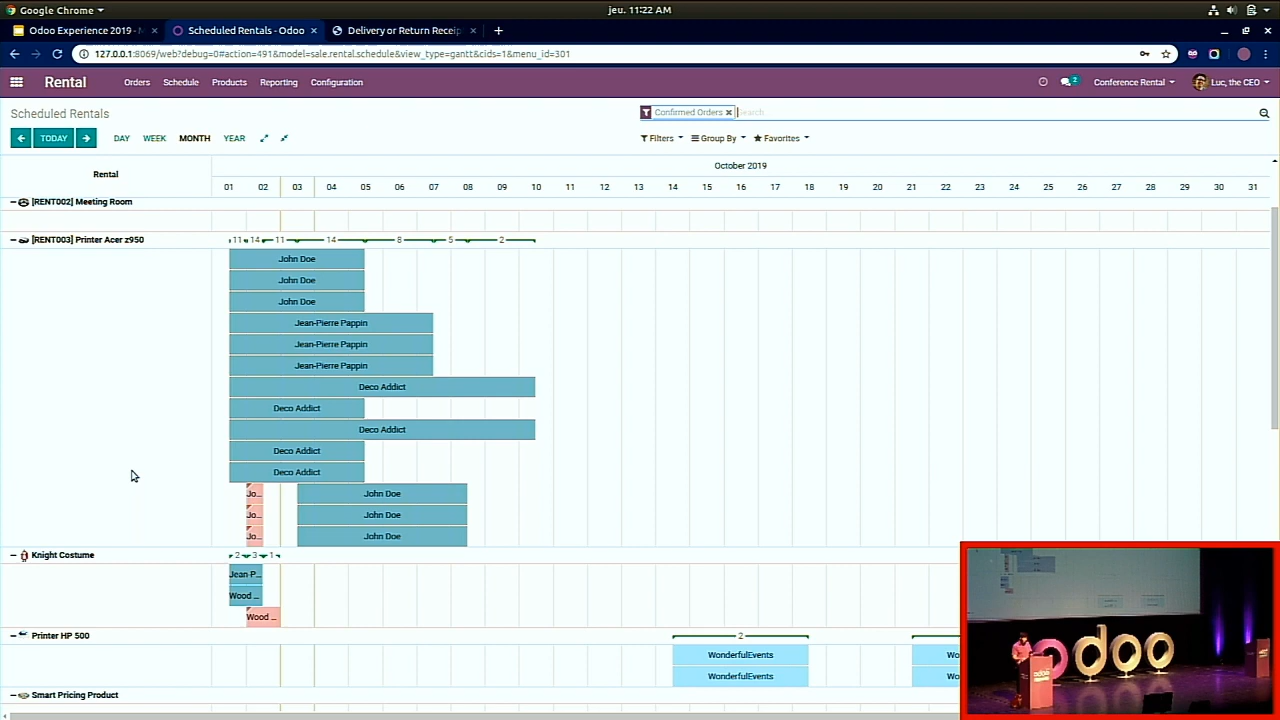 Google Chrome
jeu. 11:22 AM
Odoo Experience 2019 -
Scheduled Rentals - Odoo
Delivery or Return Receip
127.0.0.1:8069/web?debug=0#action=491&model=sale.rental.schedule&view_type=gantt&cids=1&menu_id=301
Rental Orders Schedule Products Reporting Configuration 2 Conference Rental Luc, the CEO
Scheduled Rentals
Confirmed Orders Search
TODAY DAY WEEK MONTH YEAR
Filters Group By Favorites
Rental
October 2019
01 02 03 04 05 06 07 08 09 10 11 12 13 14 15 16 17 18 19 20 21 22 23 24 25 26 27 28 29 30 31
[RENT002] Meeting Room
[RENT003] Printer Acer z950 11 14 11 14 8 5 2
John Doe
John Doe
John Doe
Jean-Pierre Pappin
Jean-Pierre Pappin
Jean-Pierre Pappin
Deco Addict
Deco Addict
Deco Addict
Deco Addict
Deco Addict
Jo... John Doe
Jo... John Doe
Jo... John Doe
Knight Costume 2 3 1
Jean-P...
Wood ...
Wood ...
Printer HP 500 2
WonderfulEvents Wo
WonderfulEvents Wo
Smart Pricing Product
odoo
odoo